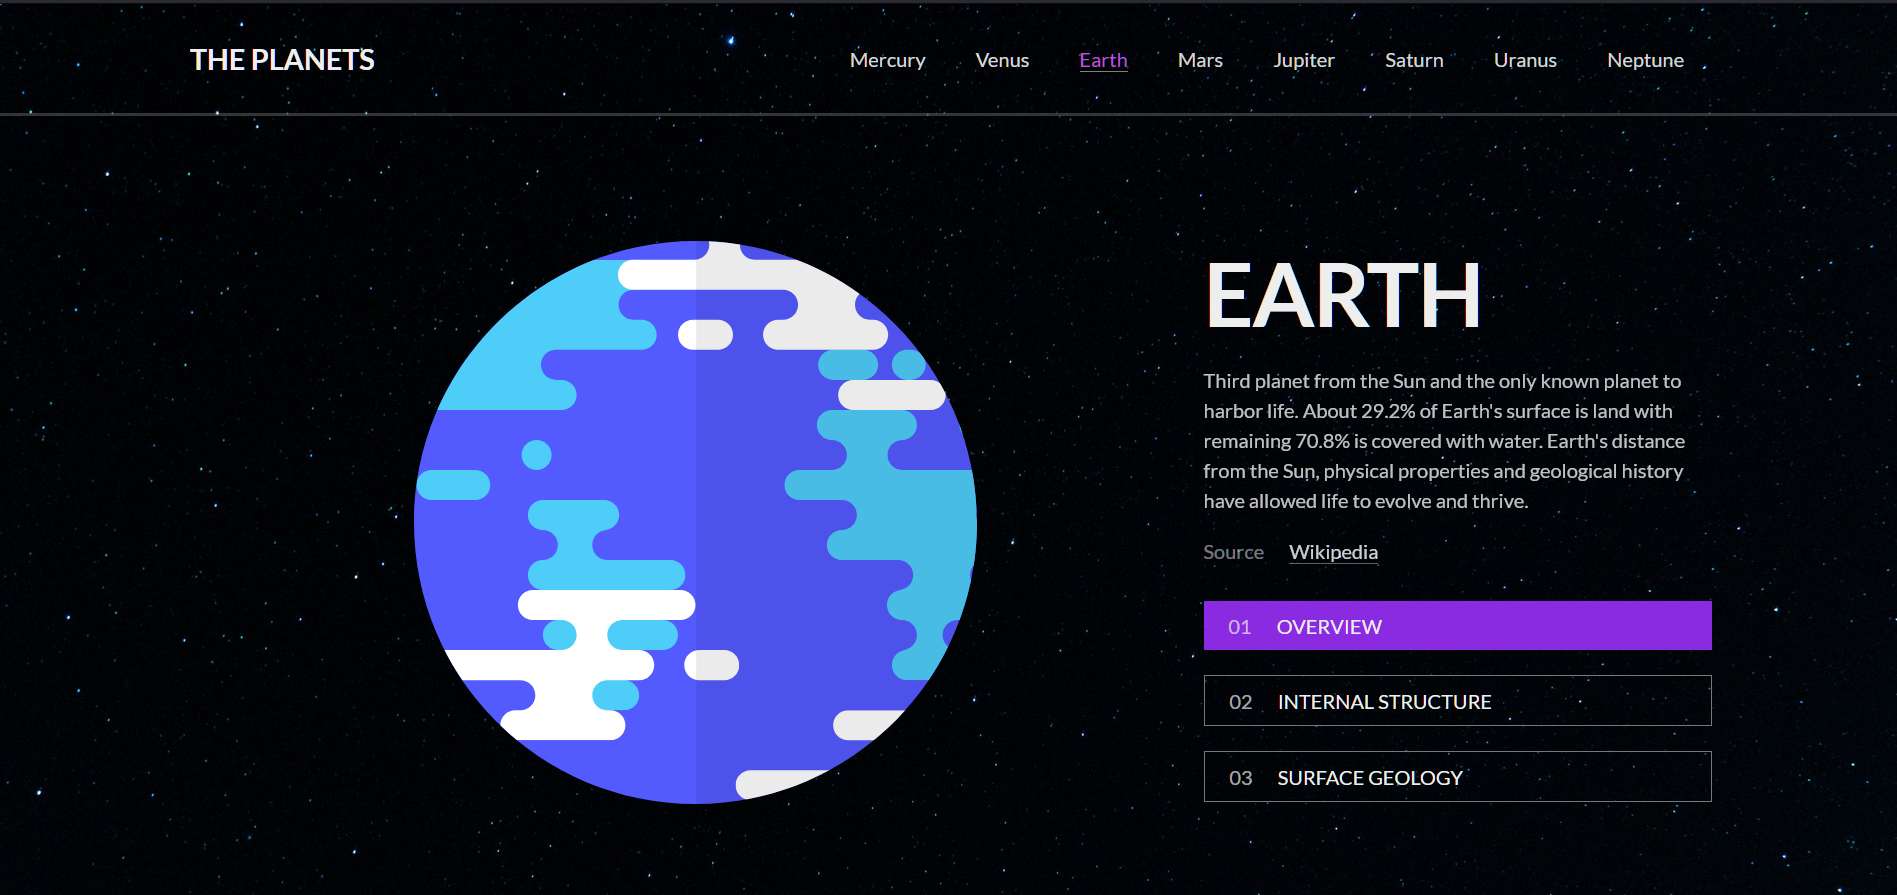 THE PLANETS
Mercury Venus Earth Mars Jupiter Saturn Uranus Neptune
EARTH
Third planet from the Sun and the only known planet to
harbor life. About 29.2% of Earth's surface is land with
remaining 70.8% is covered with water. Earth's distance
from the Sun, physical properties and geological history
have allowed life to evolve and thrive.
Source Wikipedia
01 OVERVIEW
02 INTERNAL STRUCTURE
03 SURFACE GEOLOGY